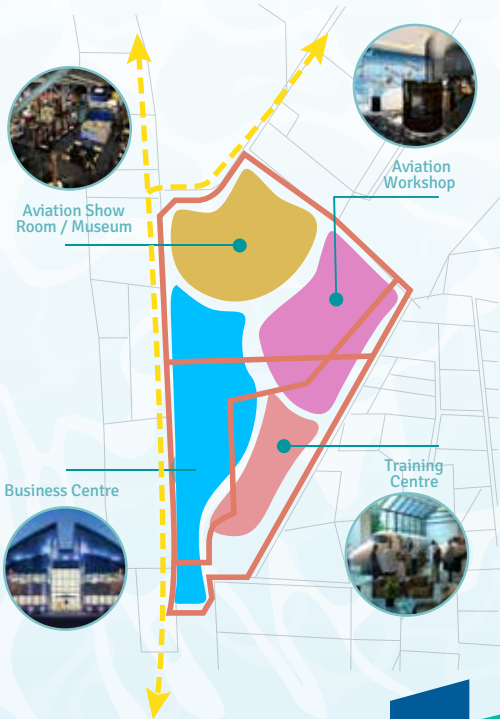 Aviation
Workshop
Aviation Show
Room / Museum
Business Centre
Training
Centre